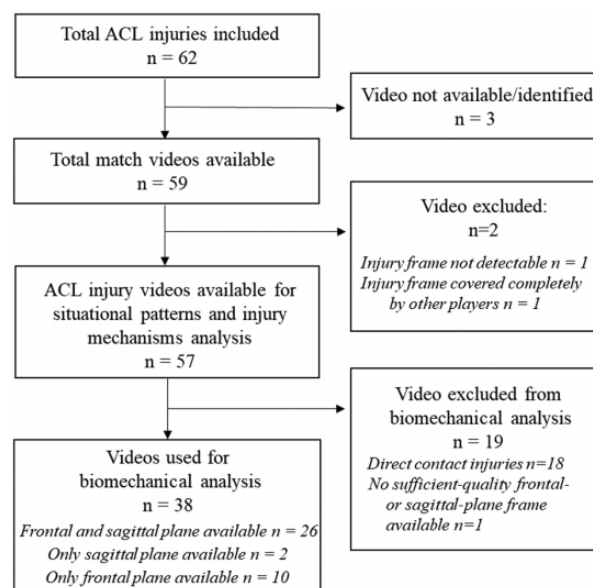 Total ACL injuries included
n = 62
Video not available/identified
n = 3
Total match videos available
n = 59
Video excluded:
n=2
Injury frame not detectable n = 1
Injury frame covered completely
by other players n = 1
ACL injury videos available for
situational patterns and injury
mechanisms analysis
n = 57
Video excluded from
biomechanical analysis
n = 19
Direct contact injuries n=18
No sufficient-quality frontal-
or sagittal-plane frame
available n=1
Videos used for
biomechanical analysis
n = 38
Frontal and sagittal plane available n = 26
Only sagittal plane available n = 2
Only frontal plane available n = 10